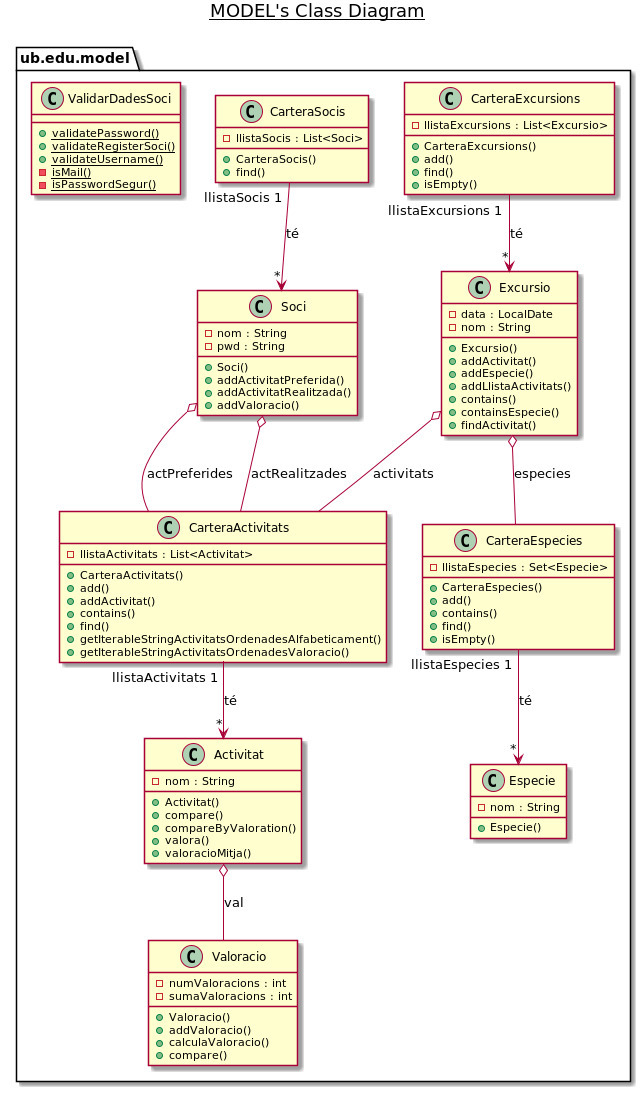 MODEL's Class Diagram
ub.edu.model
C ValidarDadesSoci
validatePassword()
validateRegisterSoci()
validateUsername()
isMail()
isPasswordSegur()
C CarteraSocis
llistaSocis : List<Soci>
CarteraSocis()
find()
C CarteraExcursions
llistaExcursions : List<Excursio>
CarteraExcursions()
add()
find()
isEmpty()
llistaSocis 1
té
*
llistaExcursions 1
té
*
C Soci
nom : String
pwd : String
Soci()
addActivitatPreferida()
addActivitatRealitzada()
addValoracio()
C Excursio
data : LocalDate
nom : String
Excursio()
addActivitat()
addEspecie()
addLlistaActivitats()
contains()
containsEspecie()
findActivitat()
actPreferides
actRealitzades
activitats
especies
C CarteraActivitats
llistaActivitats : List<Activitat>
CarteraActivitats()
add()
addActivitat()
contains()
find()
getIterableStringActivitatsOrdenadesAlfabeticament()
getIterableStringActivitatsOrdenadesValoracio()
C CarteraEspecies
llistaEspecies : Set<Especie>
CarteraEspecies()
add()
contains()
find()
isEmpty()
llistaActivitats 1
té
*
llistaEspecies 1
té
*
C Activitat
nom : String
Activitat()
compare()
compareByValoration()
valora()
valoracioMitja()
C Especie
nom : String
Especie()
val
C Valoracio
numValoracions : int
sumaValoracions : int
Valoracio()
addValoracio()
calculaValoracio()
compare()